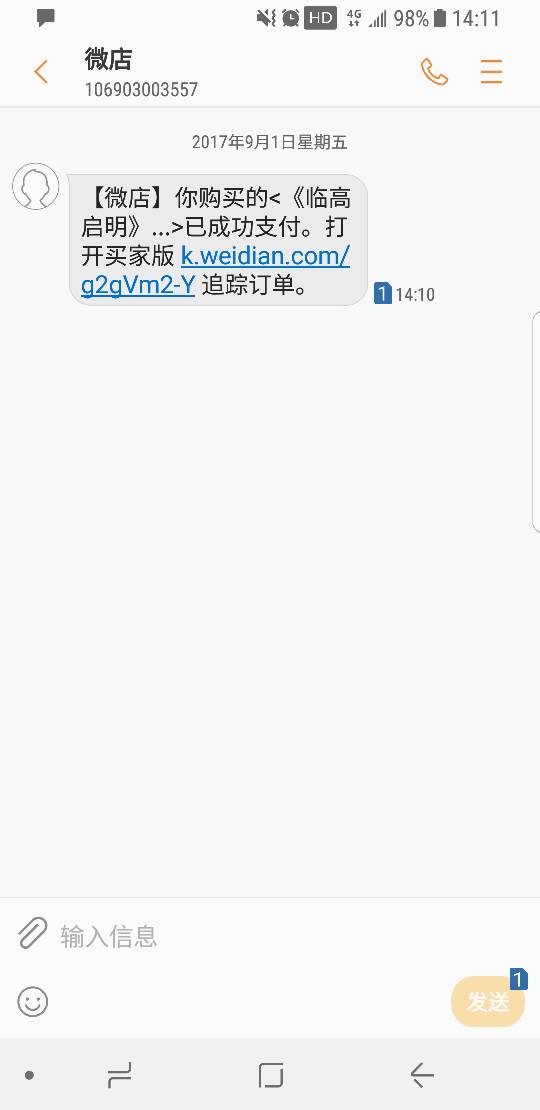 HD 4G 98% 14:11
微店
106903003557
2017年9月1日星期五
【微店】你购买的<《临高
启明》...>已成功支付。打
开买家版 k.weidian.com/
g2gVm2-Y 追踪订单。
1 14:10
输入信息
1
发送